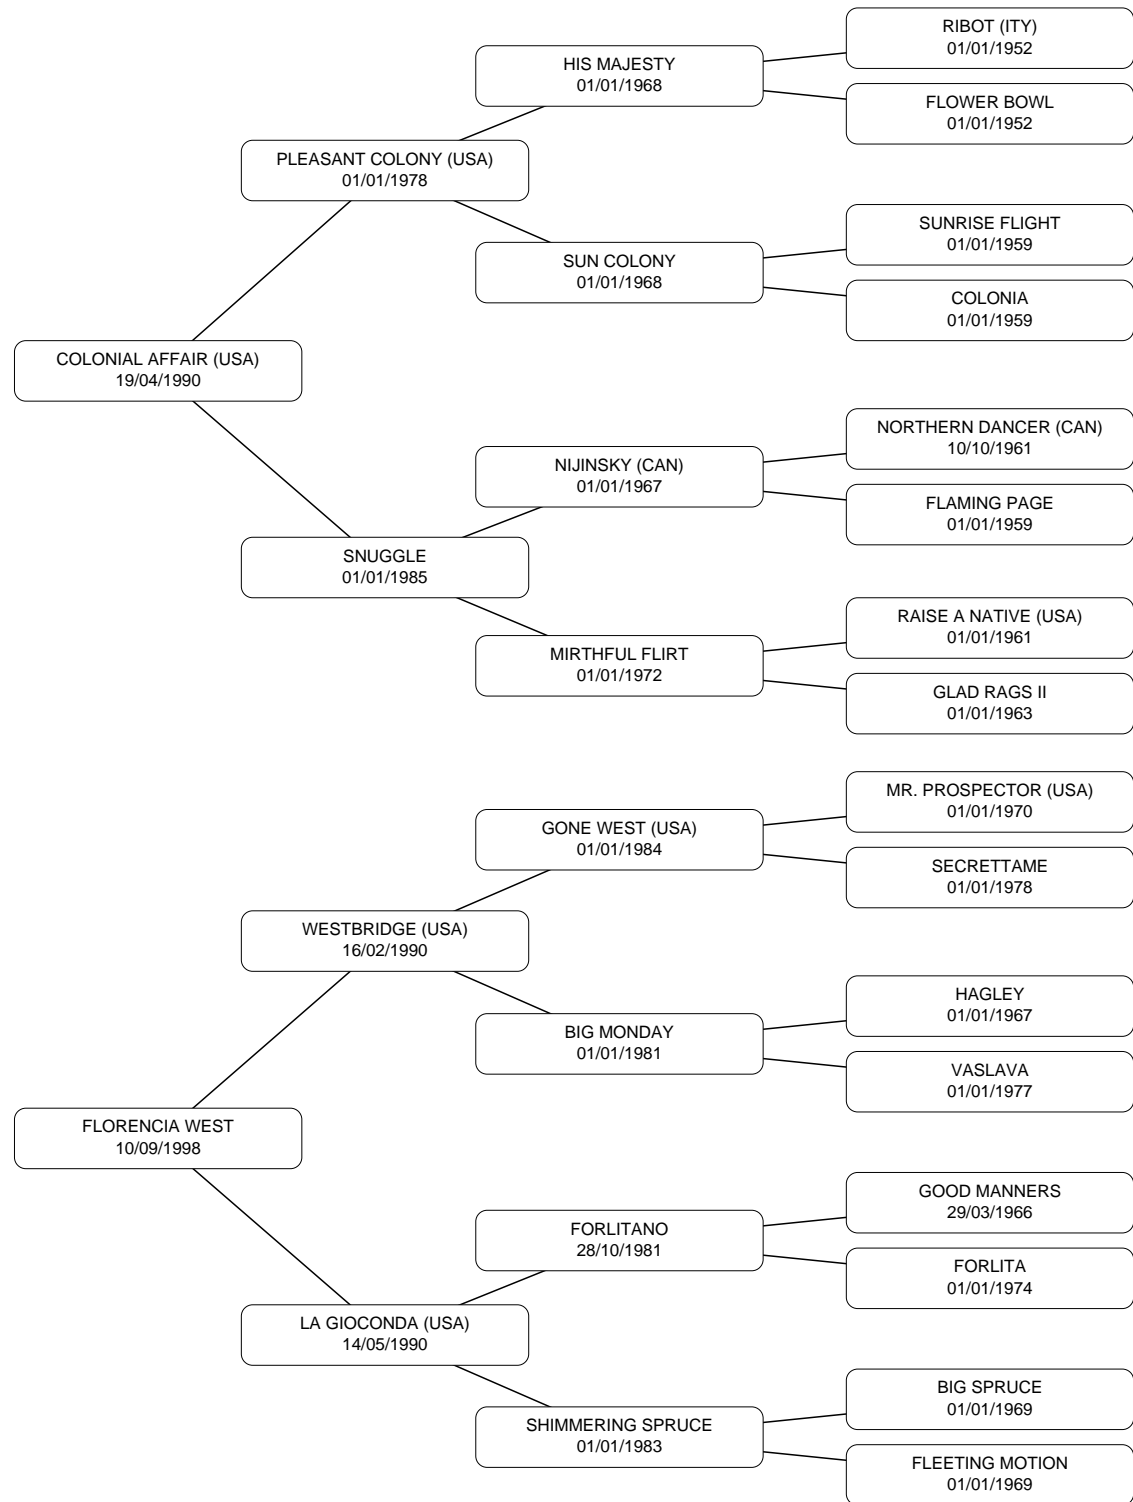 RIBOT (ITY)
01/01/1952
HIS MAJESTY
01/01/1968
FLOWER BOWL
01/01/1952
PLEASANT COLONY (USA)
01/01/1978
SUNRISE FLIGHT
01/01/1959
SUN COLONY
01/01/1968
COLONIA
01/01/1959
COLONIAL AFFAIR (USA)
19/04/1990
NORTHERN DANCER (CAN)
10/10/1961
NIJINSKY (CAN)
01/01/1967
FLAMING PAGE
01/01/1959
SNUGGLE
01/01/1985
RAISE A NATIVE (USA)
01/01/1961
MIRTHFUL FLIRT
01/01/1972
GLAD RAGS II
01/01/1963
MR. PROSPECTOR (USA)
01/01/1970
GONE WEST (USA)
01/01/1984
SECRETTAME
01/01/1978
WESTBRIDGE (USA)
16/02/1990
HAGLEY
01/01/1967
BIG MONDAY
01/01/1981
VASLAVA
01/01/1977
FLORENCIA WEST
10/09/1998
GOOD MANNERS
29/03/1966
FORLITANO
28/10/1981
FORLITA
01/01/1974
LA GIOCONDA (USA)
14/05/1990
BIG SPRUCE
01/01/1969
SHIMMERING SPRUCE
01/01/1983
FLEETING MOTION
01/01/1969